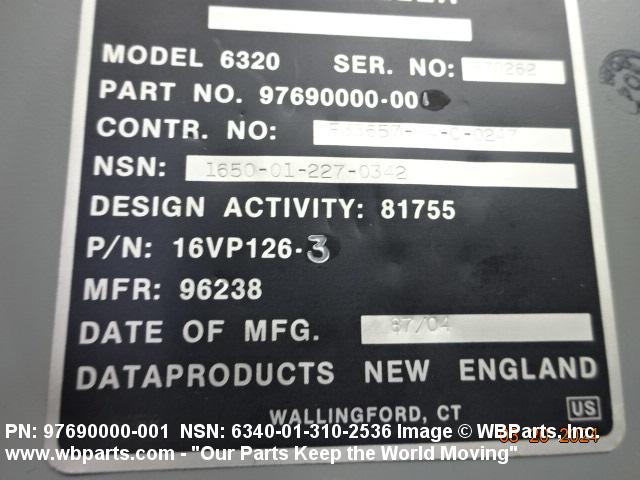 MODEL 6320 SER. NO: 
PART NO. 97690000-00
CONTR. NO:
NSN: 1650-01-227-0342
DESIGN ACTIVITY: 81755
P/N: 16VP126-3
MFR: 96238
DATE OF MFG. 87/04
DATAPRODUCTS NEW ENGLAND
WALLINGFORD, CT US
PN: 97690000-001 NSN: 6340-01-310-2536 Image © WBParts, Inc.
www.wbparts.com - "Our Parts Keep the World Moving"